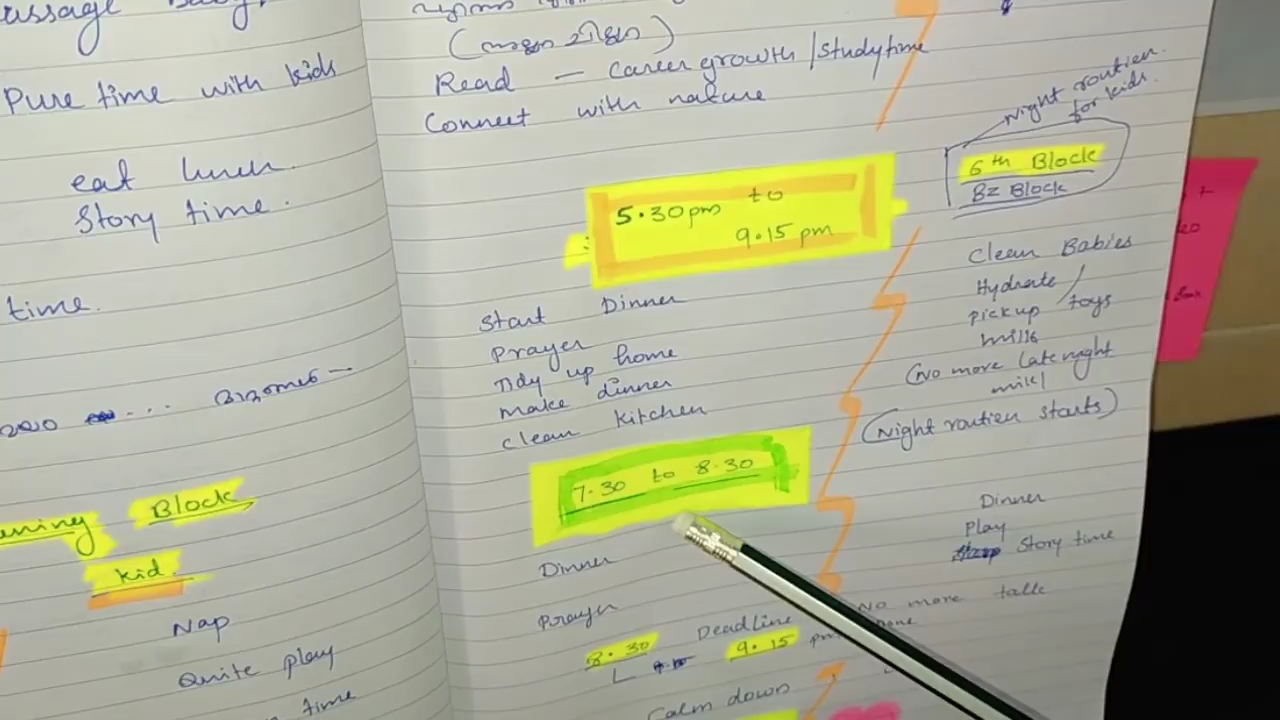 Pure time with kids
eat lunch.
Story time.
time.
Block
kid.
Nap
Quite play
time
Read — career growth / Study time
Connect with nature
5.30pm to
9.15 pm
Start Dinner
Prayer
Tidy up home
make dinner
clean kitchen
7.30 to 8.30
Dinner
Prayer
8.30 Deadline
9.15 pm
Calm down
Night routien
for kids.
6th Block
Bz Block
Clean Babies
Hydrate /
pickup toys
milk
(No more late night
milk)
(Night routien starts)
Dinner
Play
Story time
No more talk